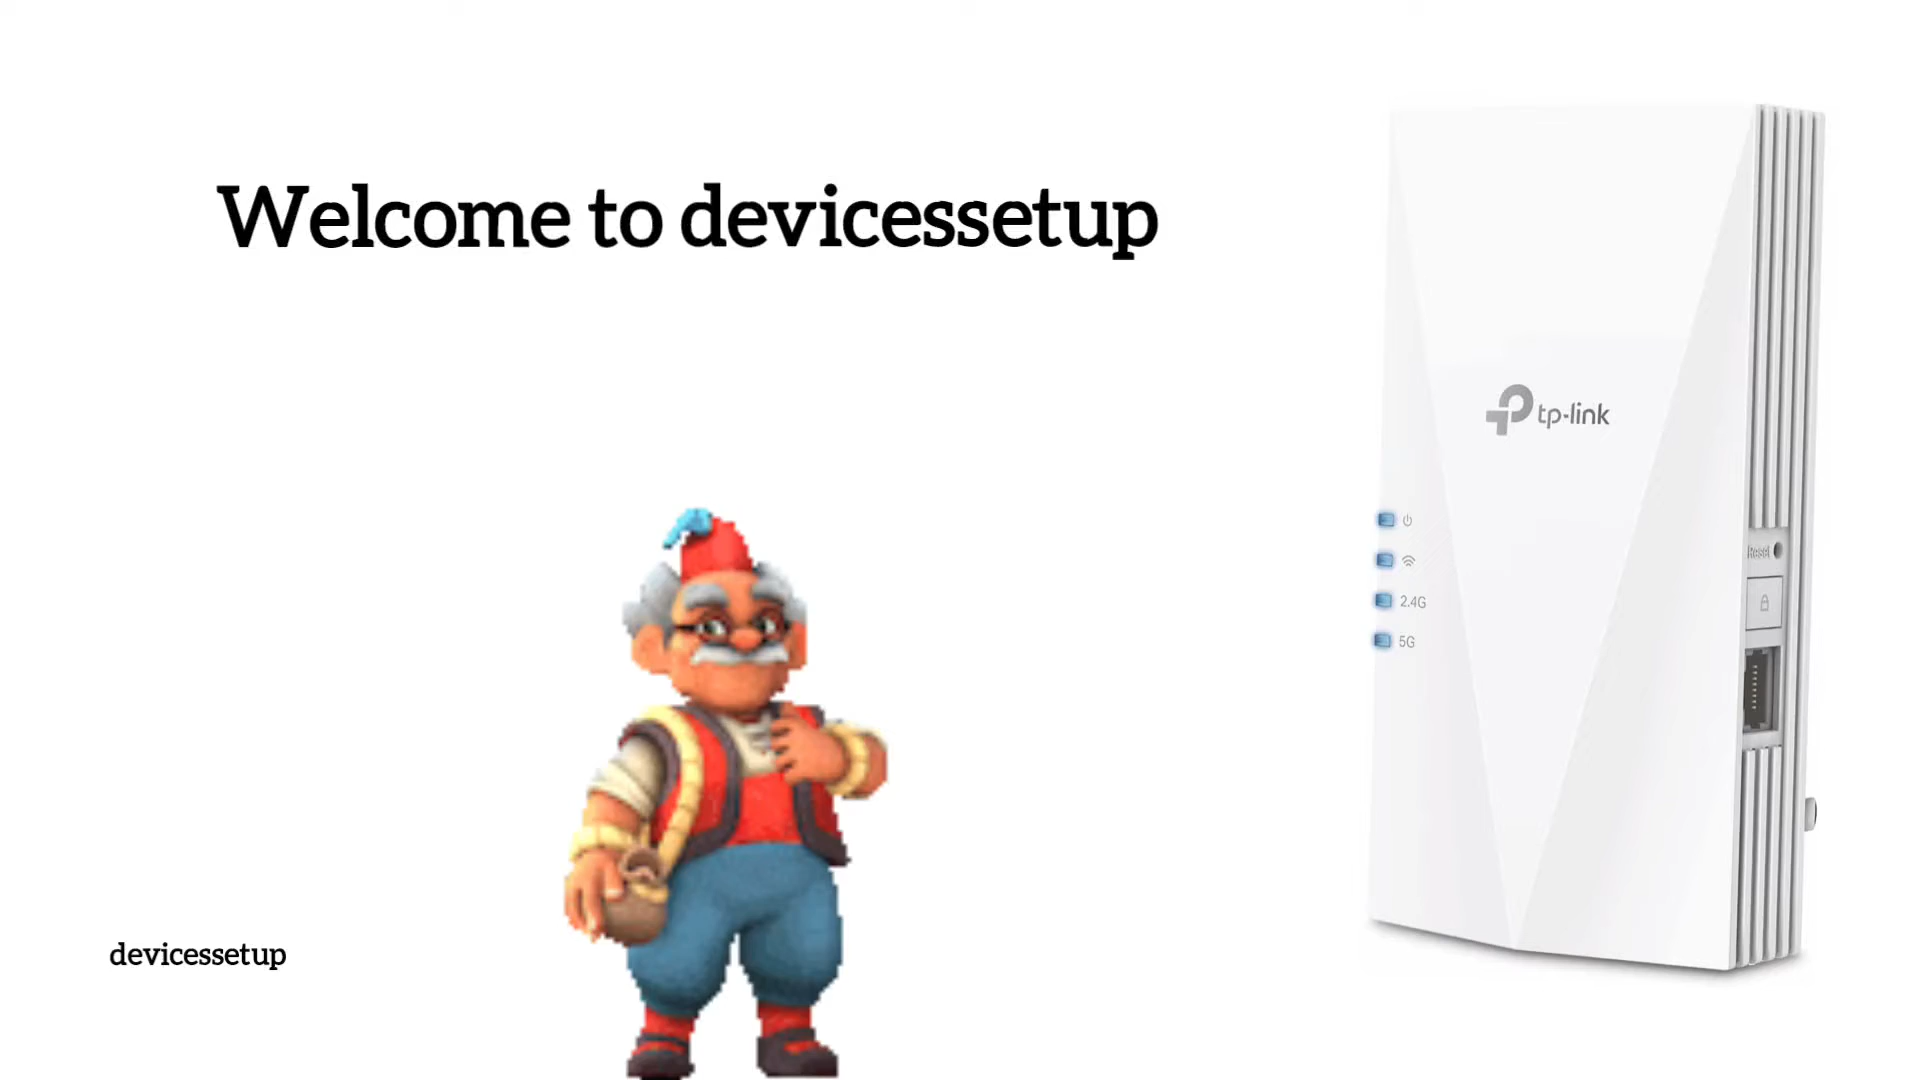 Welcome to devicessetup
tp-link
2.4G
5G
Reset
devicessetup